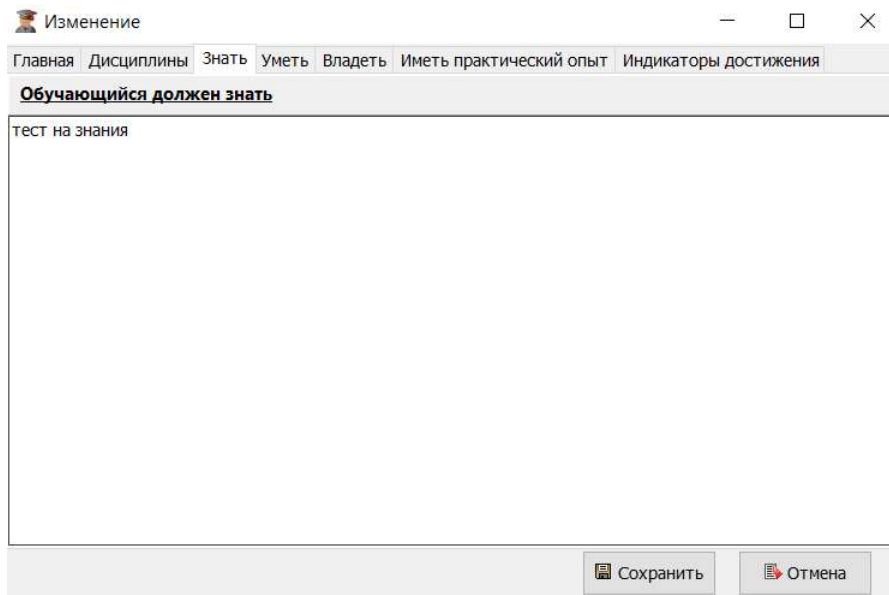 Изменение
Главная Дисциплины Знать Уметь Владеть Иметь практический опыт Индикаторы достижения
Обучающийся должен знать
тест на знания
Сохранить Отмена